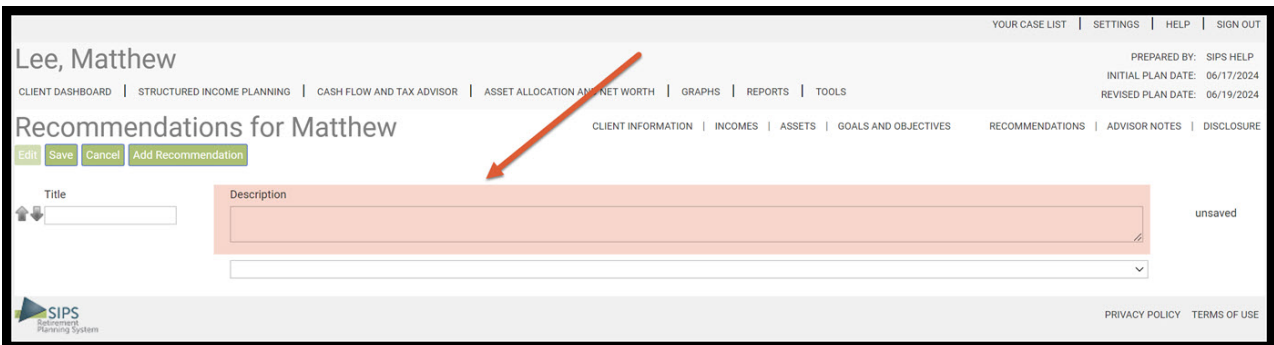 YOUR CASE LIST | SETTINGS | HELP | SIGN OUT
Lee, Matthew
PREPARED BY: SIPS HELP
INITIAL PLAN DATE: 06/17/2024
CLIENT DASHBOARD | STRUCTURED INCOME PLANNING | CASH FLOW AND TAX ADVISOR | ASSET ALLOCATION AND NET WORTH | GRAPHS | REPORTS | TOOLS
REVISED PLAN DATE: 06/19/2024
Recommendations for Matthew
CLIENT INFORMATION | INCOMES | ASSETS | GOALS AND OBJECTIVES RECOMMENDATIONS | ADVISOR NOTES | DISCLOSURE
Edit Save Cancel Add Recommendation
Title Description
unsaved
SIPS
Retirement
Planning System
PRIVACY POLICY TERMS OF USE